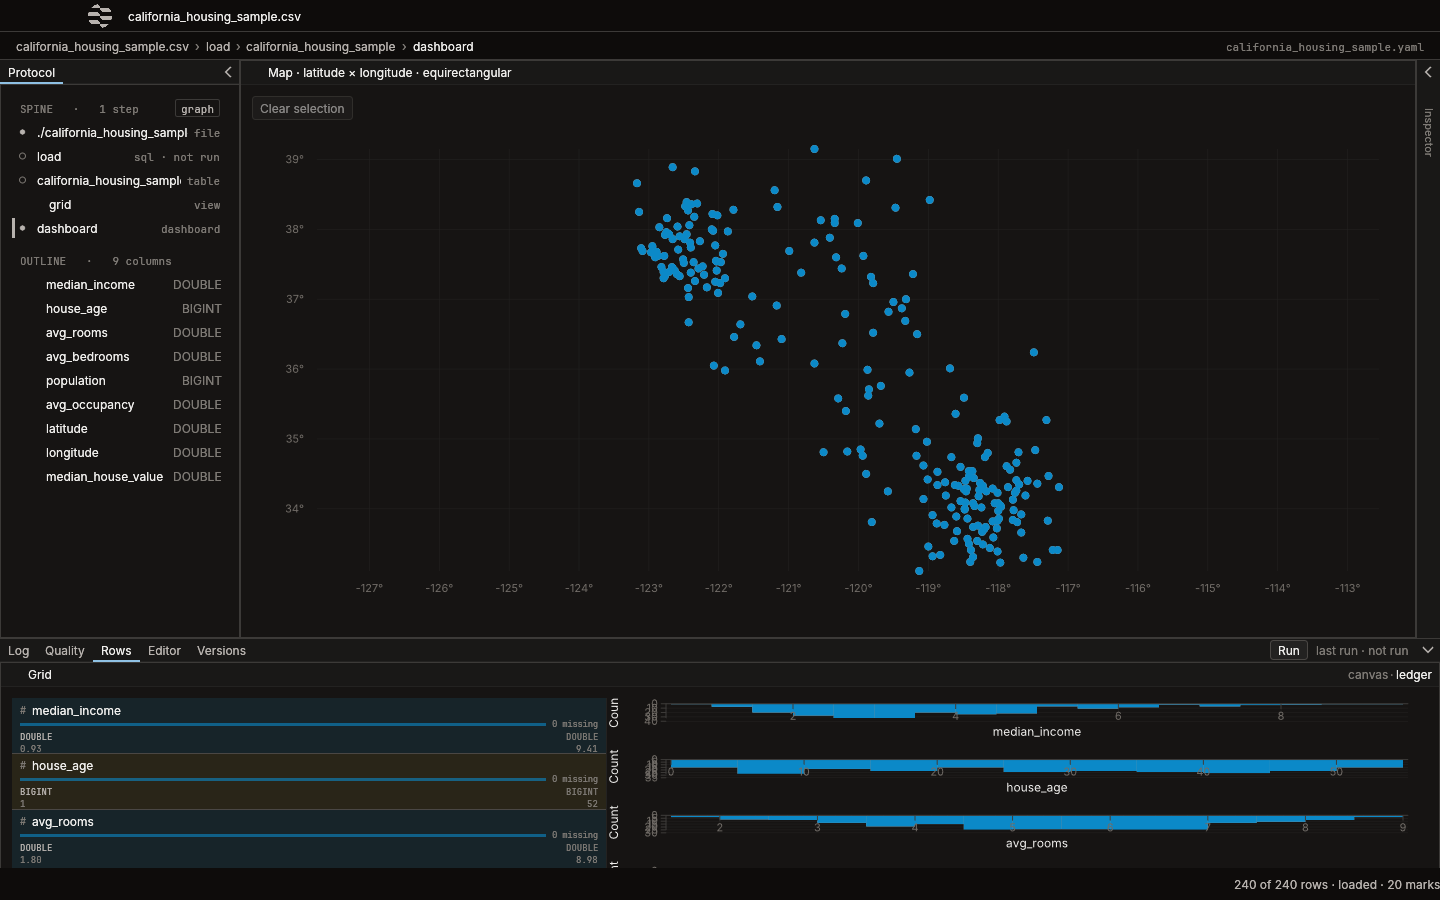 california_housing_sample.csv
california_housing_sample.csv › load › california_housing_sample › dashboard
california_housing_sample.yaml
Protocol
Map · latitude × longitude · equirectangular
Inspector
SPINE · 1 step graph
./california_housing_sampl file
load sql · not run
california_housing_sampl table
grid view
dashboard dashboard
OUTLINE · 9 columns
median_income DOUBLE
house_age BIGINT
avg_rooms DOUBLE
avg_bedrooms DOUBLE
population BIGINT
avg_occupancy DOUBLE
latitude DOUBLE
longitude DOUBLE
median_house_value DOUBLE
Clear selection
39°
38°
37°
36°
35°
34°
-127° -126° -125° -124° -123° -122° -121° -120° -119° -118° -117° -116° -115° -114° -113°
Log Quality Rows Editor Versions
Run last run · not run
Grid
canvas · ledger
# median_income
0 missing
DOUBLE DOUBLE
0.93 9.41
Coun
2 4 6 8
median_income
# house_age
0 missing
BIGINT BIGINT
1 52
Count
0 10 20 30 40 50
house_age
# avg_rooms
0 missing
DOUBLE DOUBLE
1.80 8.98
Count
2 3 4 5 6 7 8 9
avg_rooms
240 of 240 rows · loaded · 20 marks